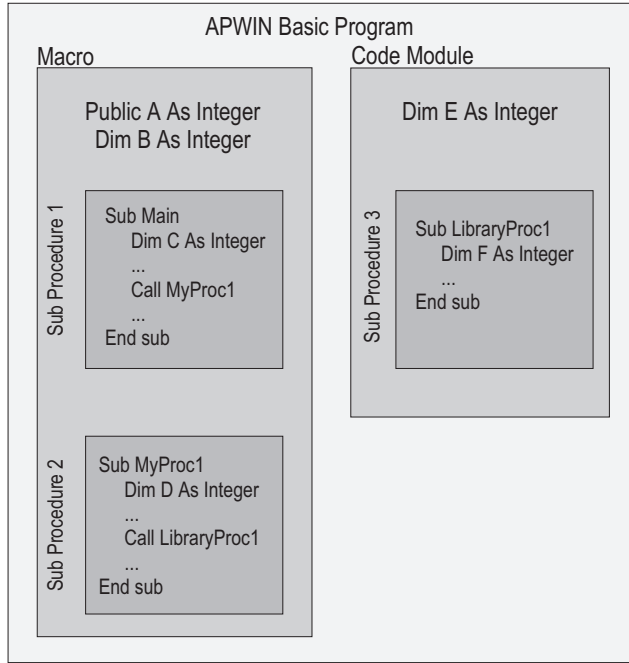 APWIN Basic Program
Macro
Public A As Integer
Dim B As Integer
Sub Procedure 1
Sub Main
Dim C As Integer
...
Call MyProc1
...
End sub
Sub Procedure 2
Sub MyProc1
Dim D As Integer
...
Call LibraryProc1
...
End sub
Code Module
Dim E As Integer
Sub Procedure 3
Sub LibraryProc1
Dim F As Integer
...
End sub